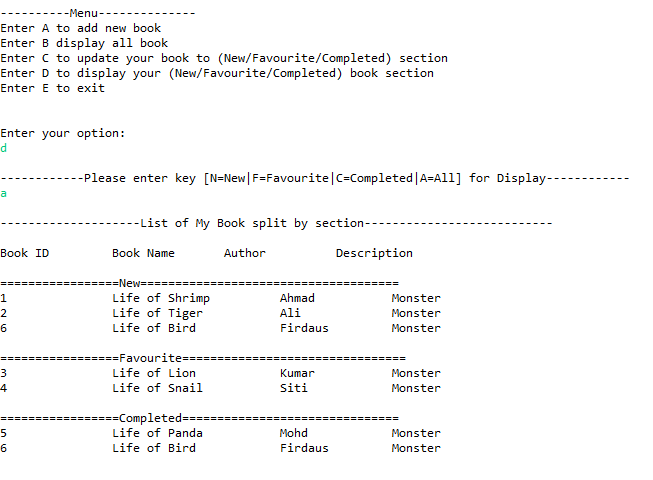 ----------Menu--------------
Enter A to add new book
Enter B display all book
Enter C to update your book to (New/Favourite/Completed) section
Enter D to display your (New/Favourite/Completed) book section
Enter E to exit
Enter your option:
d
------------Please enter key [N=New|F=Favourite|C=Completed|A=All] for Display------------
a
--------------------List of My Book split by section---------------------------
Book ID         Book Name       Author          Description
=================New=====================================
1               Life of Shrimp          Ahmad           Monster
2               Life of Tiger           Ali             Monster
6               Life of Bird            Firdaus         Monster
=================Favourite================================
3               Life of Lion            Kumar           Monster
4               Life of Snail           Siti            Monster
=================Completed===============================
5               Life of Panda           Mohd            Monster
6               Life of Bird            Firdaus         Monster